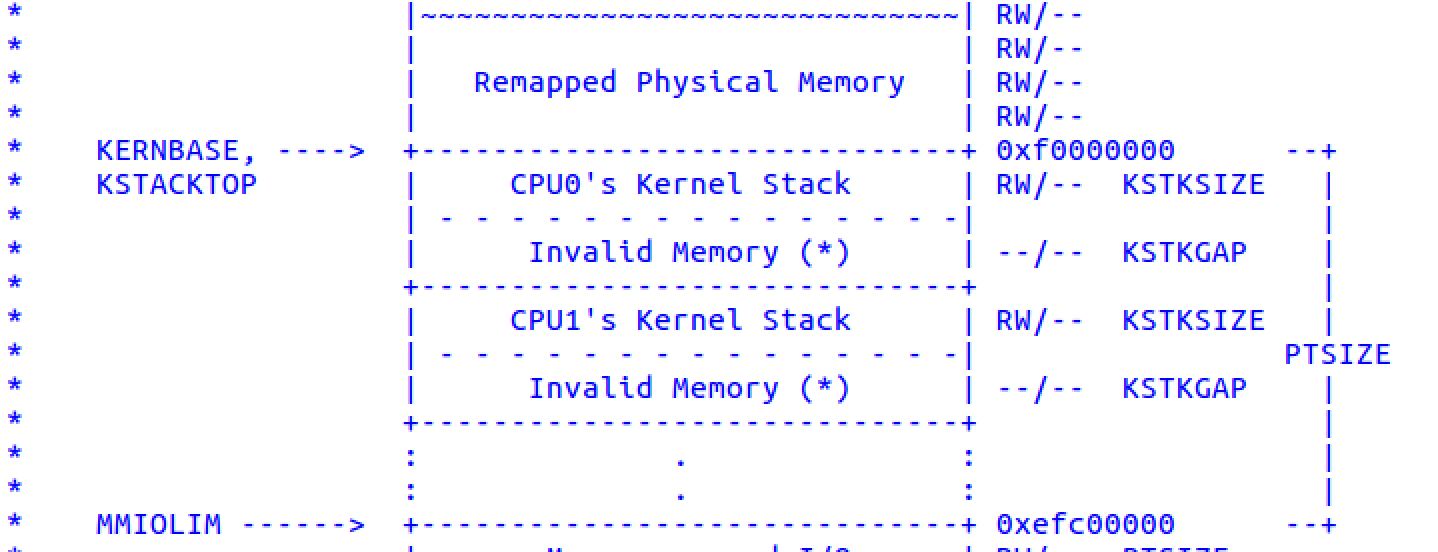 *                     |~~~~~~~~~~~~~~~~~~~~~~~~~~~~~~| RW/--
*                     |                              | RW/--
*                     |   Remapped Physical Memory   | RW/--
*                     |                              | RW/--
*    KERNBASE, ---->  +------------------------------+ 0xf0000000      --+
*    KSTACKTOP        |     CPU0's Kernel Stack      | RW/--  KSTKSIZE   |
*                     | - - - - - - - - - - - - - - -|                   |
*                     |      Invalid Memory (*)      | --/--  KSTKGAP    |
*                     +------------------------------+                   |
*                     |     CPU1's Kernel Stack      | RW/--  KSTKSIZE   |
*                     | - - - - - - - - - - - - - - -|                 PTSIZE
*                     |      Invalid Memory (*)      | --/--  KSTKGAP    |
*                     +------------------------------+                   |
*                     :              .               :                   |
*                     :              .               :                   |
*    MMIOLIM ------>  +------------------------------+ 0xefc00000      --+